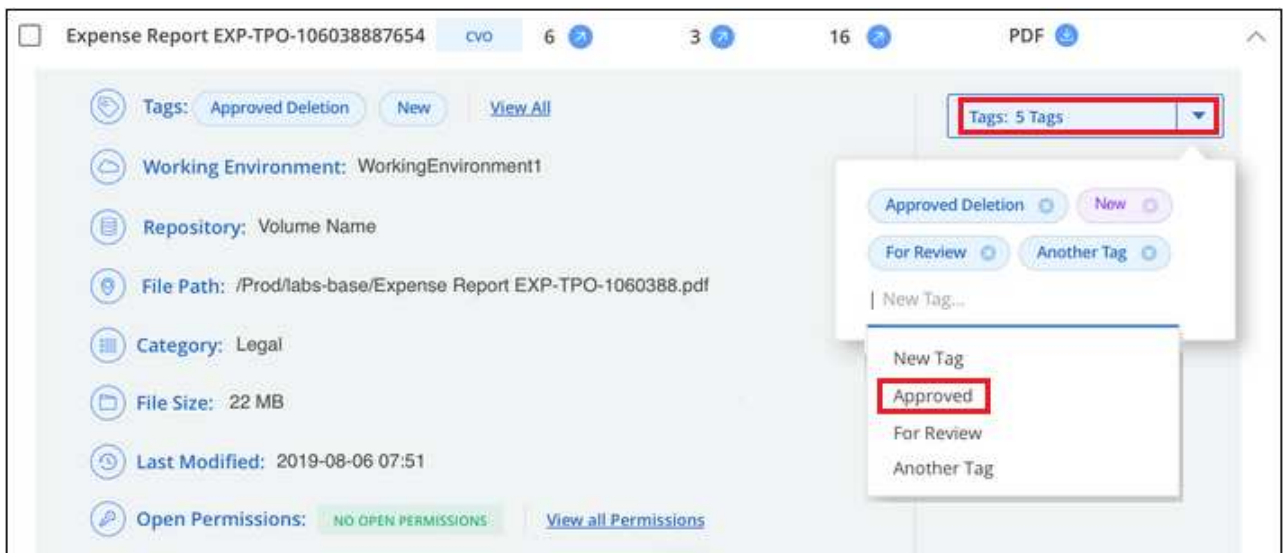 Expense Report EXP-TPO-106038887654 CVO 6 3 16 PDF
Tags: Approved Deletion New View All
Tags: 5 Tags
Working Environment: WorkingEnvironment1
Repository: Volume Name
File Path: /Prod/labs-base/Expense Report EXP-TPO-1060388.pdf
Category: Legal
File Size: 22 MB
Last Modified: 2019-08-06 07:51
Open Permissions: NO OPEN PERMISSIONS View all Permissions
Approved Deletion New
For Review Another Tag
New Tag...
New Tag
Approved
For Review
Another Tag